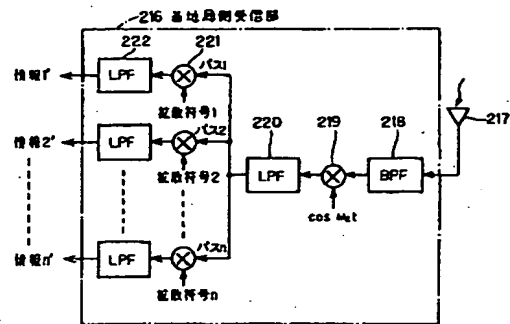 216 基地局側受信部
222
221
パス1
情報1'
LPF
拡散符号1
217
パス2
220
219
218
情報2'
LPF
拡散符号2
LPF
BPF
cos ω₂t
パスn
情報n'
LPF
拡散符号n